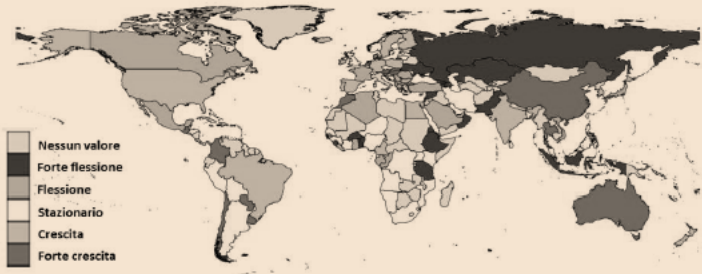 Nessun valore
Forte flessione
Flessione
Stazionario
Crescita
Forte crescita